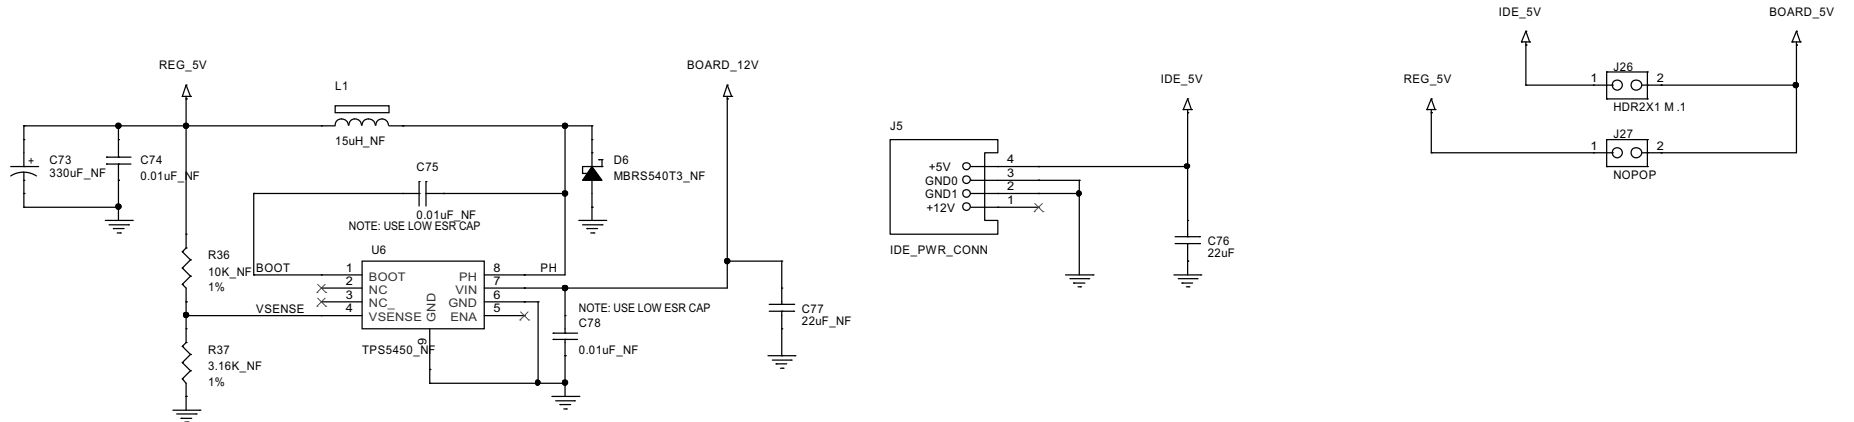 REG_5V
L1
15uH_NF
BOARD_12V
+
C73
330uF_NF
C74
0.01uF_NF
C75
0.01uF_NF
NOTE: USE LOW ESR CAP
D6
MBRS540T3_NF
R36
10K_NF
1%
BOOT
VSENSE
U6
1
2
3
4
BOOT
NC
NC_
VSENSE
GND
9
PH
VIN
GND
ENA
8
7
6
5
PH
TPS5450_NF
R37
3.16K_NF
1%
NOTE: USE LOW ESR CAP
C78
0.01uF_NF
C77
22uF_NF
J5
+5V
GND0
GND1
+12V
4
3
2
1
IDE_PWR_CONN
IDE_5V
C76
22uF
IDE_5V
BOARD_5V
REG_5V
J26
1
2
HDR2X1 M .1
J27
1
2
NOPOP